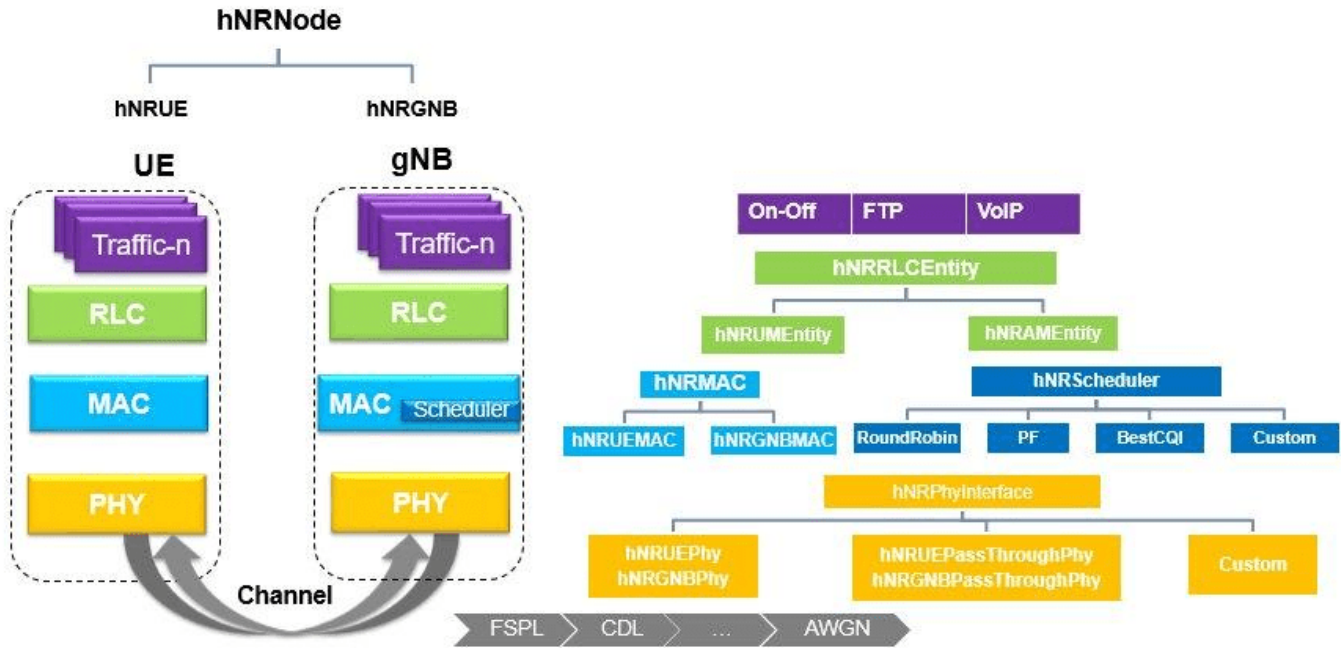 hNRNode
hNRUE
hNRGNB
UE
gNB
Traffic-n
RLC
MAC
PHY
Traffic-n
RLC
MAC
Scheduler
PHY
Channel
On-Off
FTP
VoIP
hNRRLCEntity
hNRUMEntity
hNRAMEntity
hNRMAC
hNRUEMAC
hNRGNBMAC
hNRScheduler
RoundRobin
PF
BestCQI
Custom
hNRPhyInterface
hNRUEPhy
hNRGNBPhy
hNRUEPassThroughPhy
hNRGNBPassThroughPhy
Custom
FSPL
CDL
...
AWGN